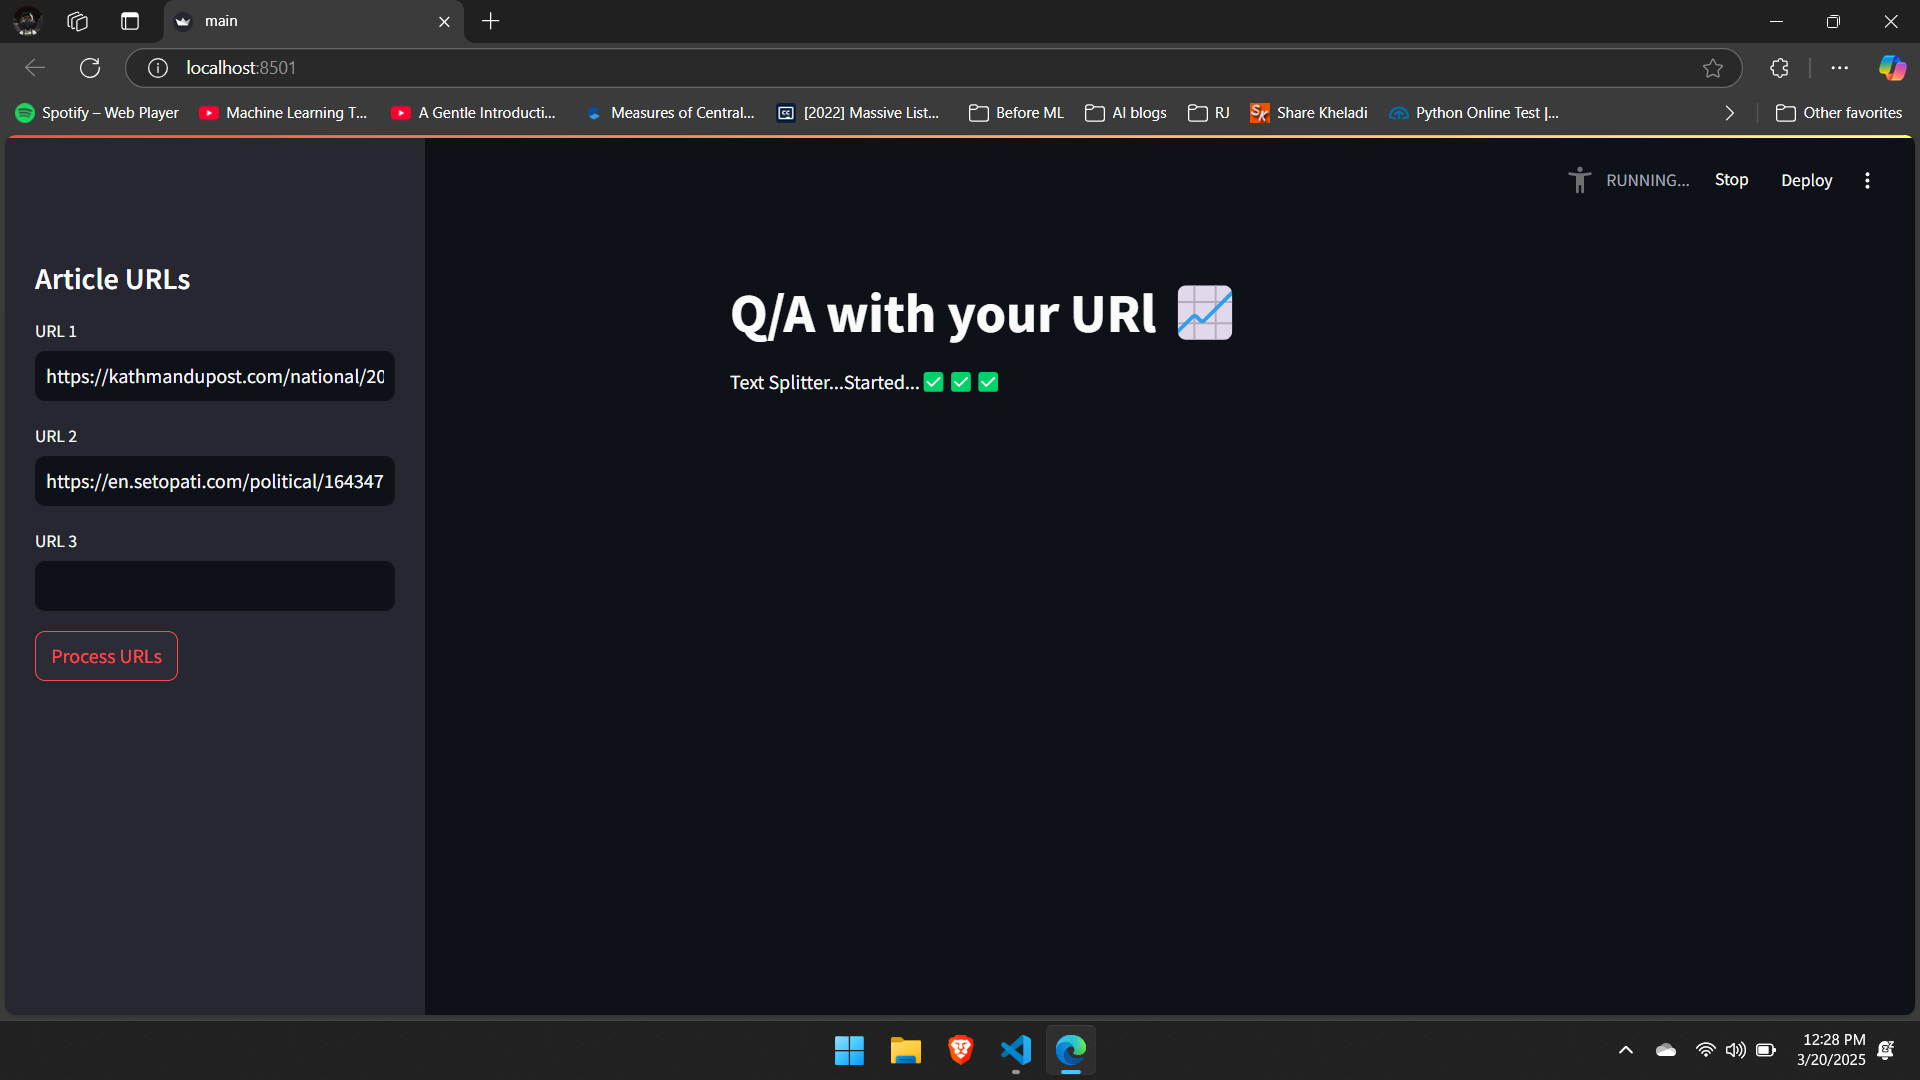 main
localhost:8501
Spotify – Web Player
Machine Learning T...
A Gentle Introducti...
Measures of Central...
[2022] Massive List...
Before ML
AI blogs
RJ
Share Kheladi
Python Online Test |...
Other favorites
RUNNING...
Stop
Deploy
Article URLs
URL 1
https://kathmandupost.com/national/20
URL 2
https://en.setopati.com/political/164347
URL 3
Process URLs
Q/A with your URl
Text Splitter...Started...
12:28 PM
3/20/2025